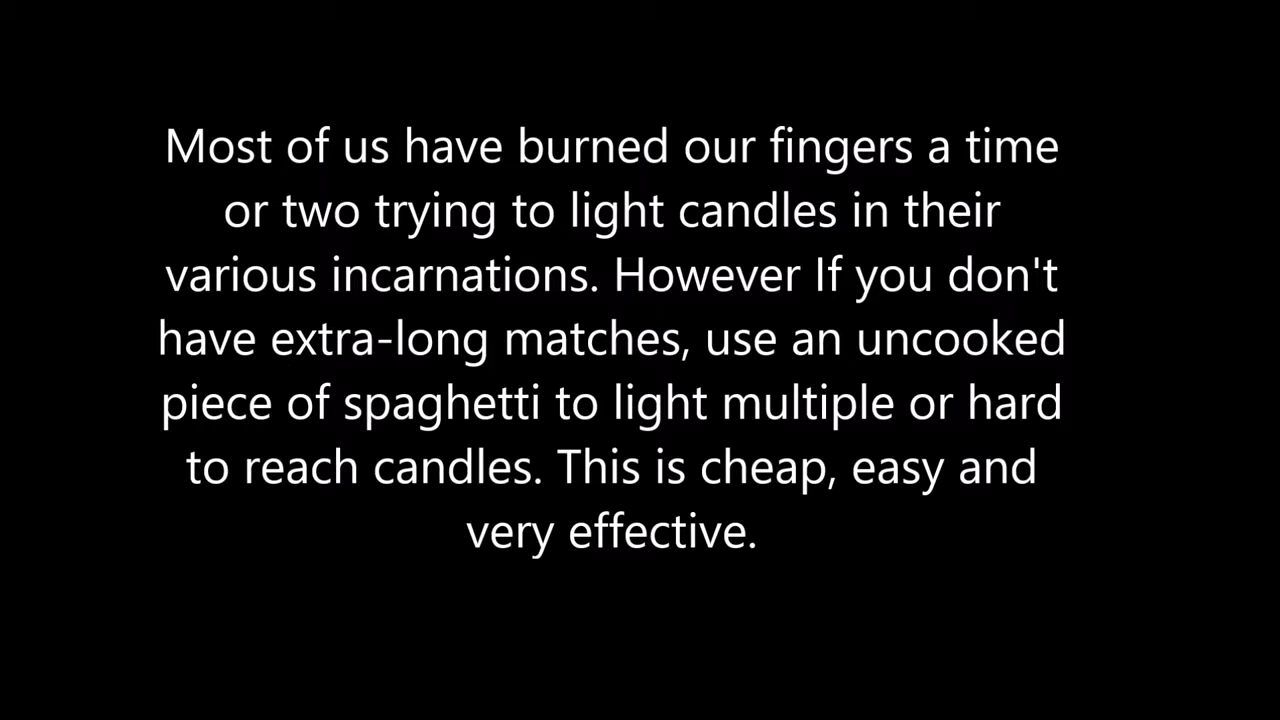 Most of us have burned our fingers a time
or two trying to light candles in their
various incarnations. However If you don't
have extra-long matches, use an uncooked
piece of spaghetti to light multiple or hard
to reach candles. This is cheap, easy and
very effective.